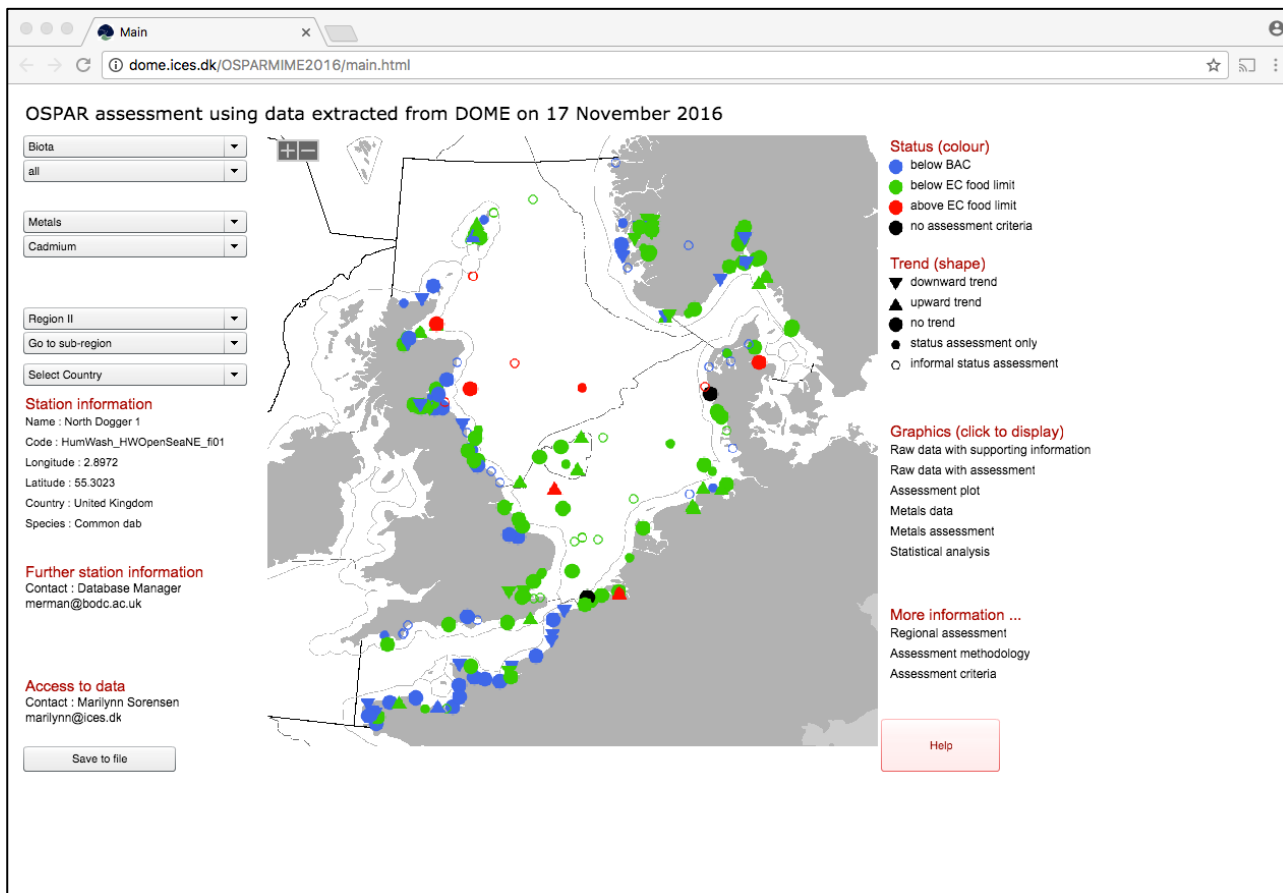 Main
dome.ices.dk/OSPARMIME2016/main.html
OSPAR assessment using data extracted from DOME on 17 November 2016
Biota
all
Metals
Cadmium
Region II
Go to sub-region
Select Country
Station information
Name : North Dogger 1
Code : HumWash_HWOpenSeaNE_fi01
Longitude : 2.8972
Latitude : 55.3023
Country : United Kingdom
Species : Common dab
Further station information
Contact : Database Manager
merman@bodc.ac.uk
Access to data
Contact : Marilynn Sorensen
marilynn@ices.dk
Save to file
Status (colour)
below BAC
below EC food limit
above EC food limit
no assessment criteria
Trend (shape)
downward trend
upward trend
no trend
status assessment only
informal status assessment
Graphics (click to display)
Raw data with supporting information
Raw data with assessment
Assessment plot
Metals data
Metals assessment
Statistical analysis
More information ...
Regional assessment
Assessment methodology
Assessment criteria
Help